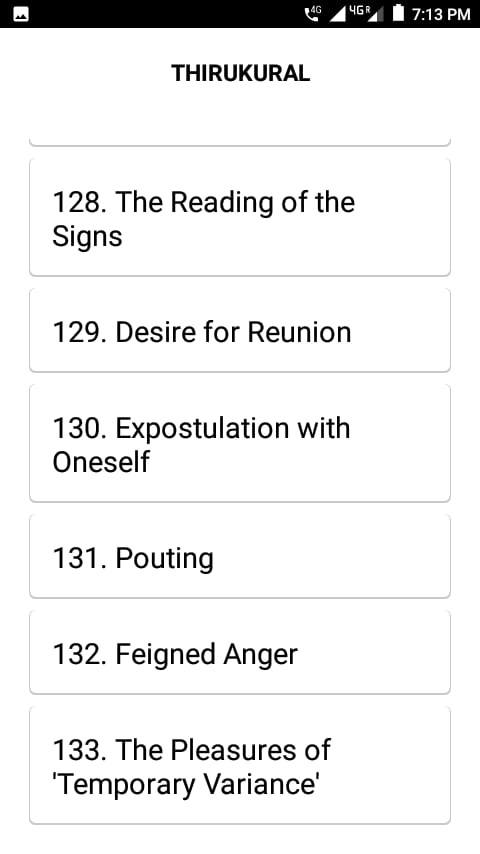 4G 4G R 7:13 PM
THIRUKURAL
128. The Reading of the
Signs
129. Desire for Reunion
130. Expostulation with
Oneself
131. Pouting
132. Feigned Anger
133. The Pleasures of
'Temporary Variance'